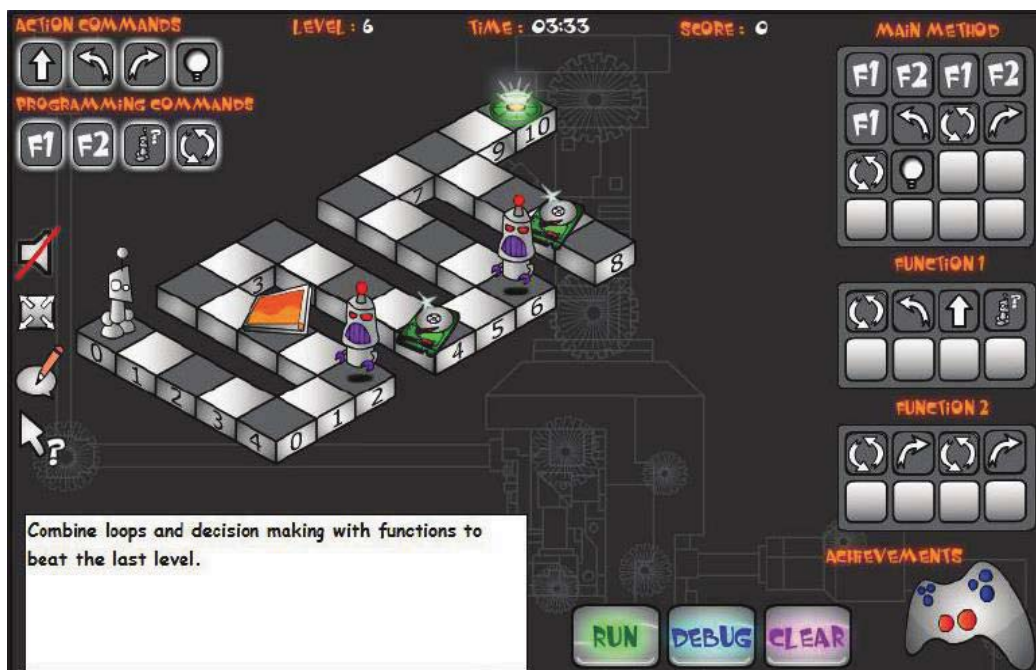 ACTION COMMANDS
LEVEL: 6
TIME: 03:33
SCORE: 0
MAIN METHOD
F1 F2 F1 F2
F1
PROGRAMMING COMMANDS
F1 F2 ?
10
9
7
8
3
6
5
4
0
1
2
3
4
0
1
2
?
FUNCTION 1
?
FUNCTION 2
Combine loops and decision making with functions to
beat the last level.
ACHIEVEMENTS
RUN DEBUG CLEAR